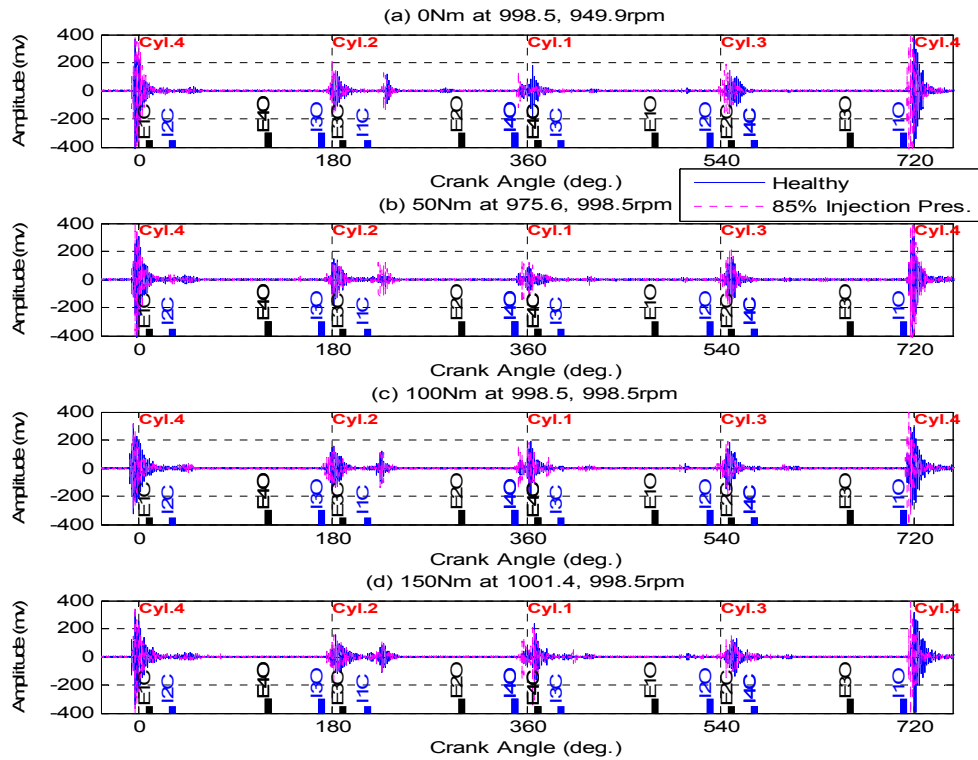 (a) 0Nm at 998.5, 949.9rpm
Amplitude (mv)
400
200
0
-200
-400
Cyl.4 Cyl.2 Cyl.1 Cyl.3 Cyl.4
E1C I2C E4O I3O E3C I1C E2O I4O E4C I3C E1O I2O E2C I4C E3O I1O
0 180 360 540 720
Crank Angle (deg.)
Healthy
85% Injection Pres.
(b) 50Nm at 975.6, 998.5rpm
Amplitude (mv)
400
200
0
-200
-400
Cyl.4 Cyl.2 Cyl.1 Cyl.3 Cyl.4
E1C I2C E4O I3O E3C I1C E2O I4O E4C I3C E1O I2O E2C I4C E3O I1O
0 180 360 540 720
Crank Angle (deg.)
(c) 100Nm at 998.5, 998.5rpm
Amplitude (mv)
400
200
0
-200
-400
Cyl.4 Cyl.2 Cyl.1 Cyl.3 Cyl.4
E1C I2C E4O I3O E3C I1C E2O I4O E4C I3C E1O I2O E2C I4C E3O I1O
0 180 360 540 720
Crank Angle (deg.)
(d) 150Nm at 1001.4, 998.5rpm
Amplitude (mv)
400
200
0
-200
-400
Cyl.4 Cyl.2 Cyl.1 Cyl.3 Cyl.4
E1C I2C E4O I3O E3C I1C E2O I4O E4C I3C E1O I2O E2C I4C E3O I1O
0 180 360 540 720
Crank Angle (deg.)